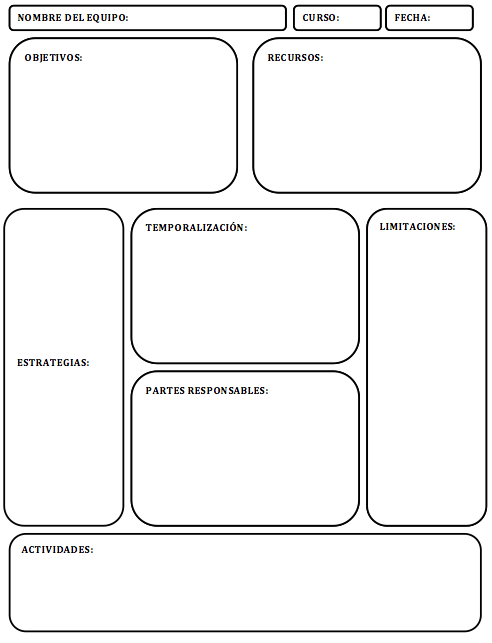 NOMBRE DEL EQUIPO:
CURSO:
FECHA:
OBJETIVOS:
RECURSOS:
TEMPORALIZACIÓN:
LIMITACIONES:
ESTRATEGIAS:
PARTES RESPONSABLES:
ACTIVIDADES: